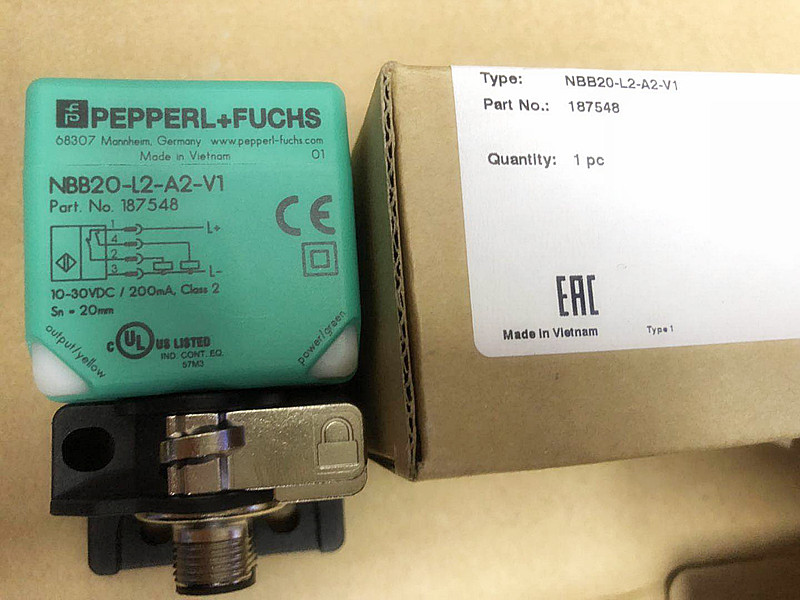 PEPPERL+FUCHS
68307 Mannheim, Germany www.pepperl-fuchs.com
Made in Vietnam 01
NBB20-L2-A2-V1
Part. No. 187548
CE
1 L+
4
2
3 L-
10-30VDC / 200mA, Class 2
Sn = 20mm
output/yellow
c UL US LISTED
IND. CONT. EQ.
57M3
power/green
Type: NBB20-L2-A2-V1
Part No.: 187548
Quantity: 1 pc
EAC
Made in Vietnam Type 1